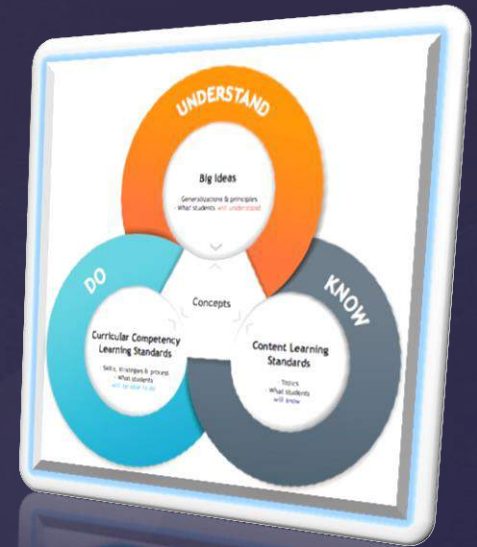 UNDERSTAND
Big Ideas
Generalizations & principles
- What students will understand
DO
KNOW
Concepts
Curricular Competency
Learning Standards
Skills, strategies & process
- What students
will be able to do
Content Learning
Standards
Topics
- What students
will know